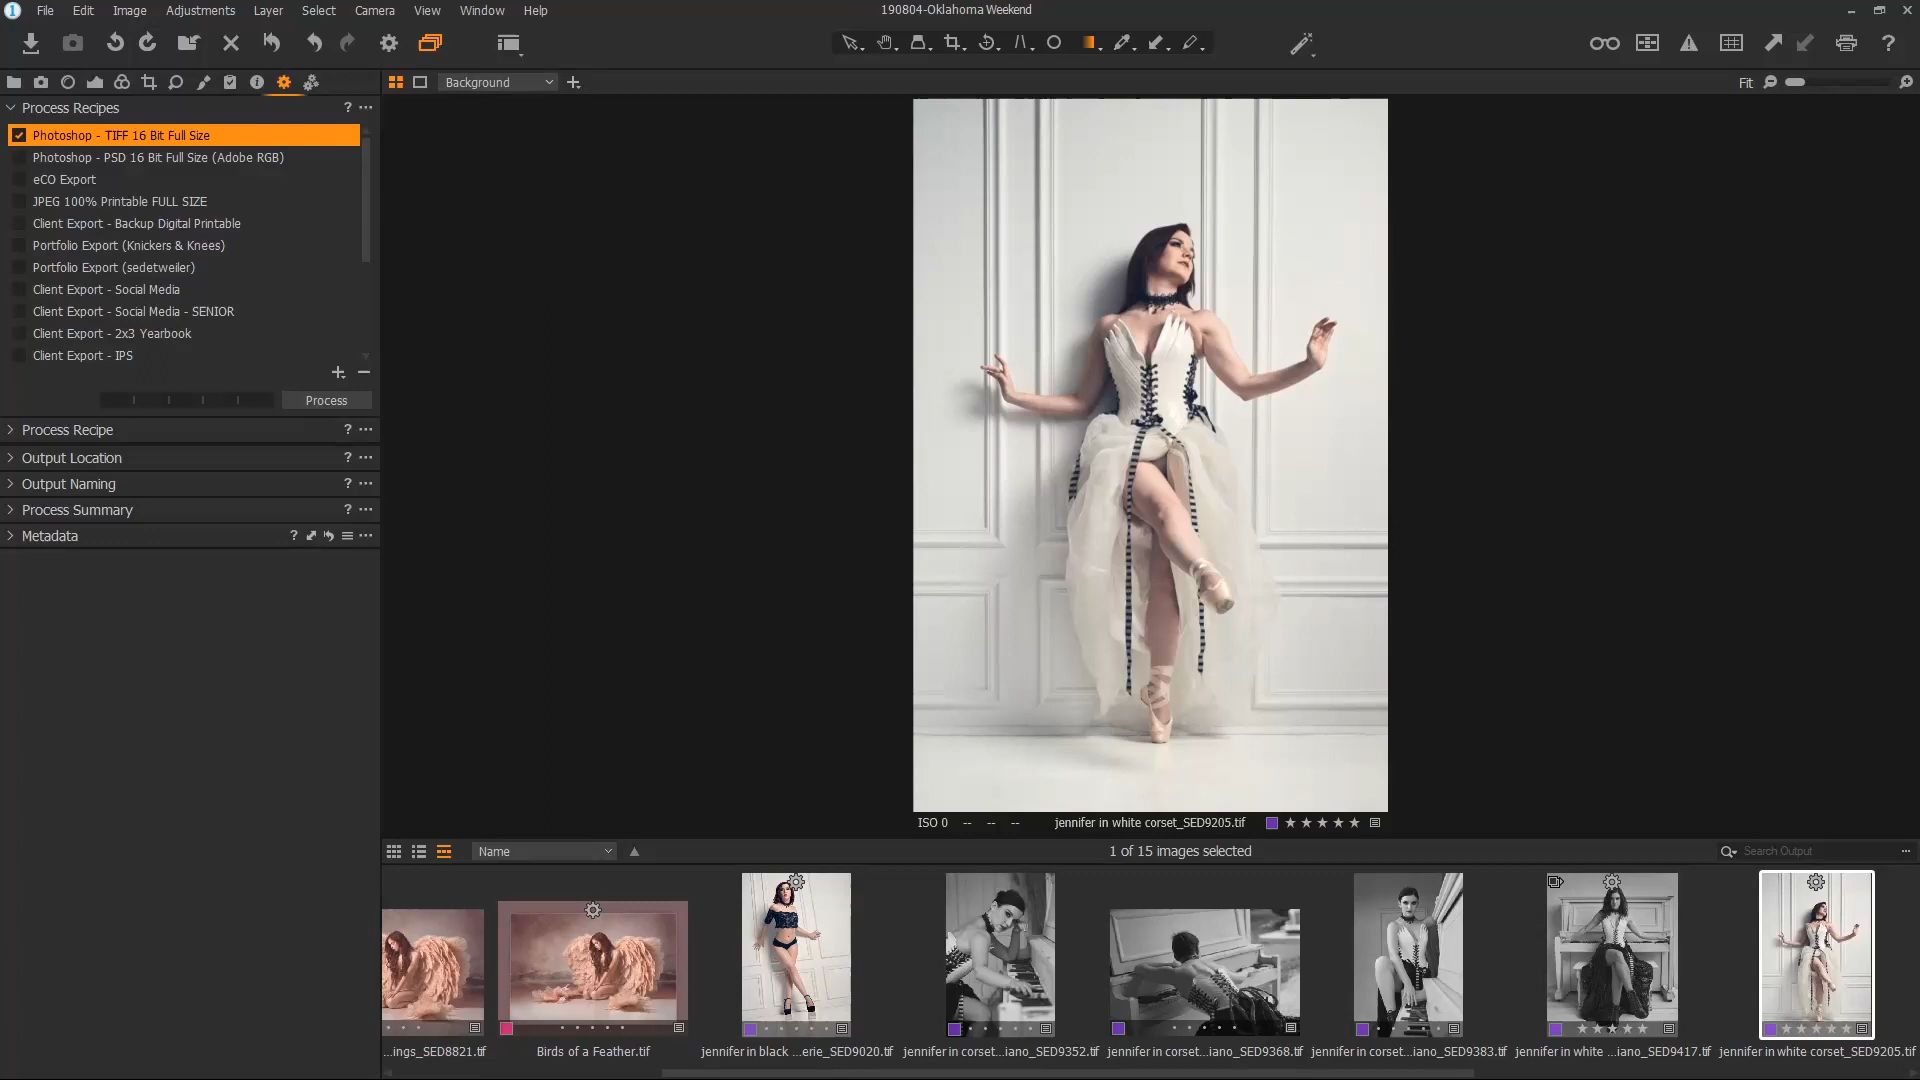 1 File Edit Image Adjustments Layer Select Camera View Window Help
190804-Oklahoma Weekend
Background
Fit
Process Recipes
Photoshop - TIFF 16 Bit Full Size
Photoshop - PSD 16 Bit Full Size (Adobe RGB)
eCO Export
JPEG 100% Printable FULL SIZE
Client Export - Backup Digital Printable
Portfolio Export (Knickers & Knees)
Portfolio Export (sedetweiler)
Client Export - Social Media
Client Export - Social Media - SENIOR
Client Export - 2x3 Yearbook
Client Export - IPS
Process
Process Recipe
Output Location
Output Naming
Process Summary
Metadata
ISO 0 -- -- --
jennifer in white corset_SED9205.tif
Name
1 of 15 images selected
Search Output
...ings_SED8821.tif
Birds of a Feather.tif
jennifer in black ...erie_SED9020.tif
jennifer in corset...iano_SED9352.tif
jennifer in corset...iano_SED9368.tif
jennifer in corset...iano_SED9383.tif
jennifer in white ...iano_SED9417.tif
jennifer in white corset_SED9205.tif